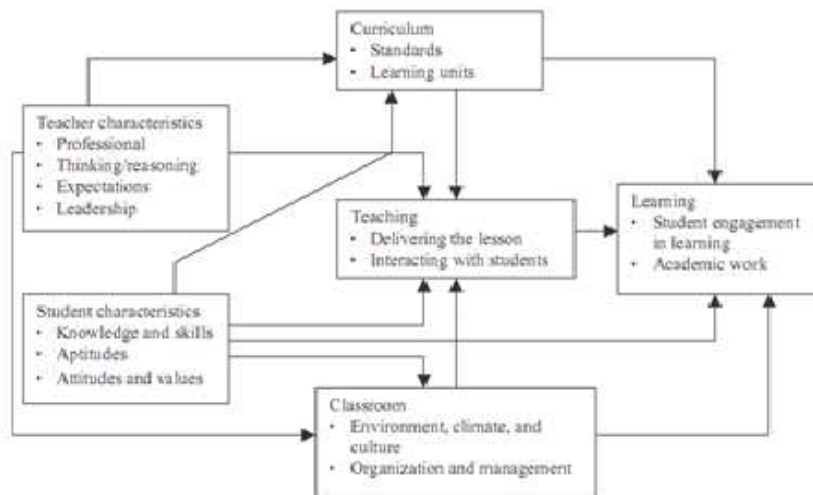 Curriculum
• Standards
• Learning units
Teacher characteristics
• Professional
• Thinking/reasoning
• Expectations
• Leadership
Teaching
• Delivering the lesson
• Interacting with students
Learning
• Student engagement
in learning
• Academic work
Student characteristics
• Knowledge and skills
• Aptitudes
• Attitudes and values
Classroom
• Environment, climate, and
culture
• Organization and management